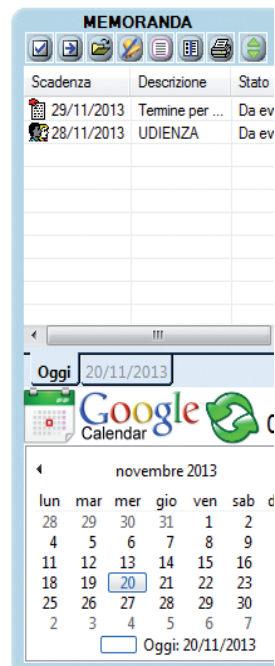 MEMORANDA
Scadenza Descrizione Stato
29/11/2013 Termine per ... Da ev
28/11/2013 UDIENZA Da ev
Oggi 20/11/2013
Google
Calendar
novembre 2013
lun mar mer gio ven sab d
28 29 30 31 1 2
4 5 6 7 8 9
11 12 13 14 15 16
18 19 20 21 22 23
25 26 27 28 29 30
2 3 4 5 6 7
Oggi: 20/11/2013